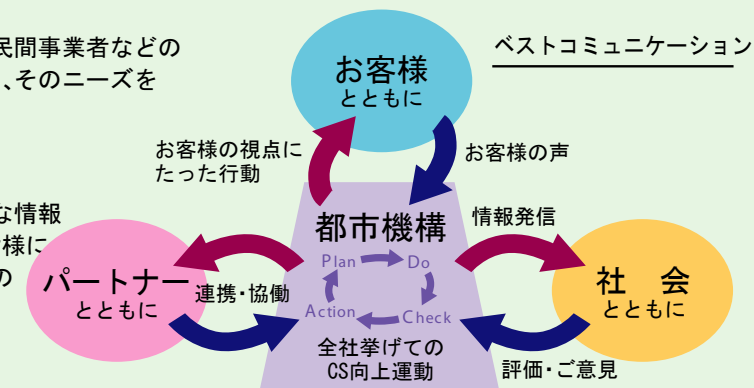 民間事業者などの
、そのニーズを
ベストコミュニケーション
お客様
とともに
お客様の視点に
たった行動
お客様の声
な情報
様に
の
都市機構
情報発信
Plan
Do
Action
Check
パートナー
とともに
連携・協働
社 会
とともに
全社挙げての
CS向上運動
評価・ご意見